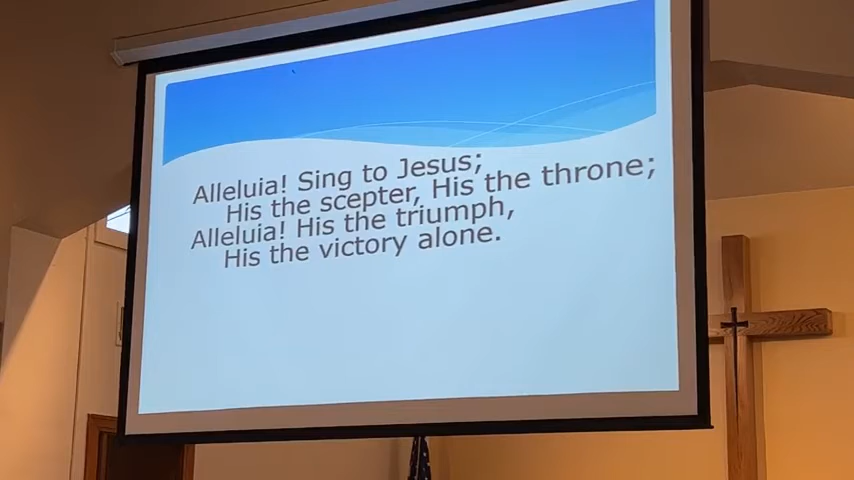 Alleluia! Sing to Jesus;
His the scepter, His the throne;
Alleluia! His the triumph,
His the victory alone.